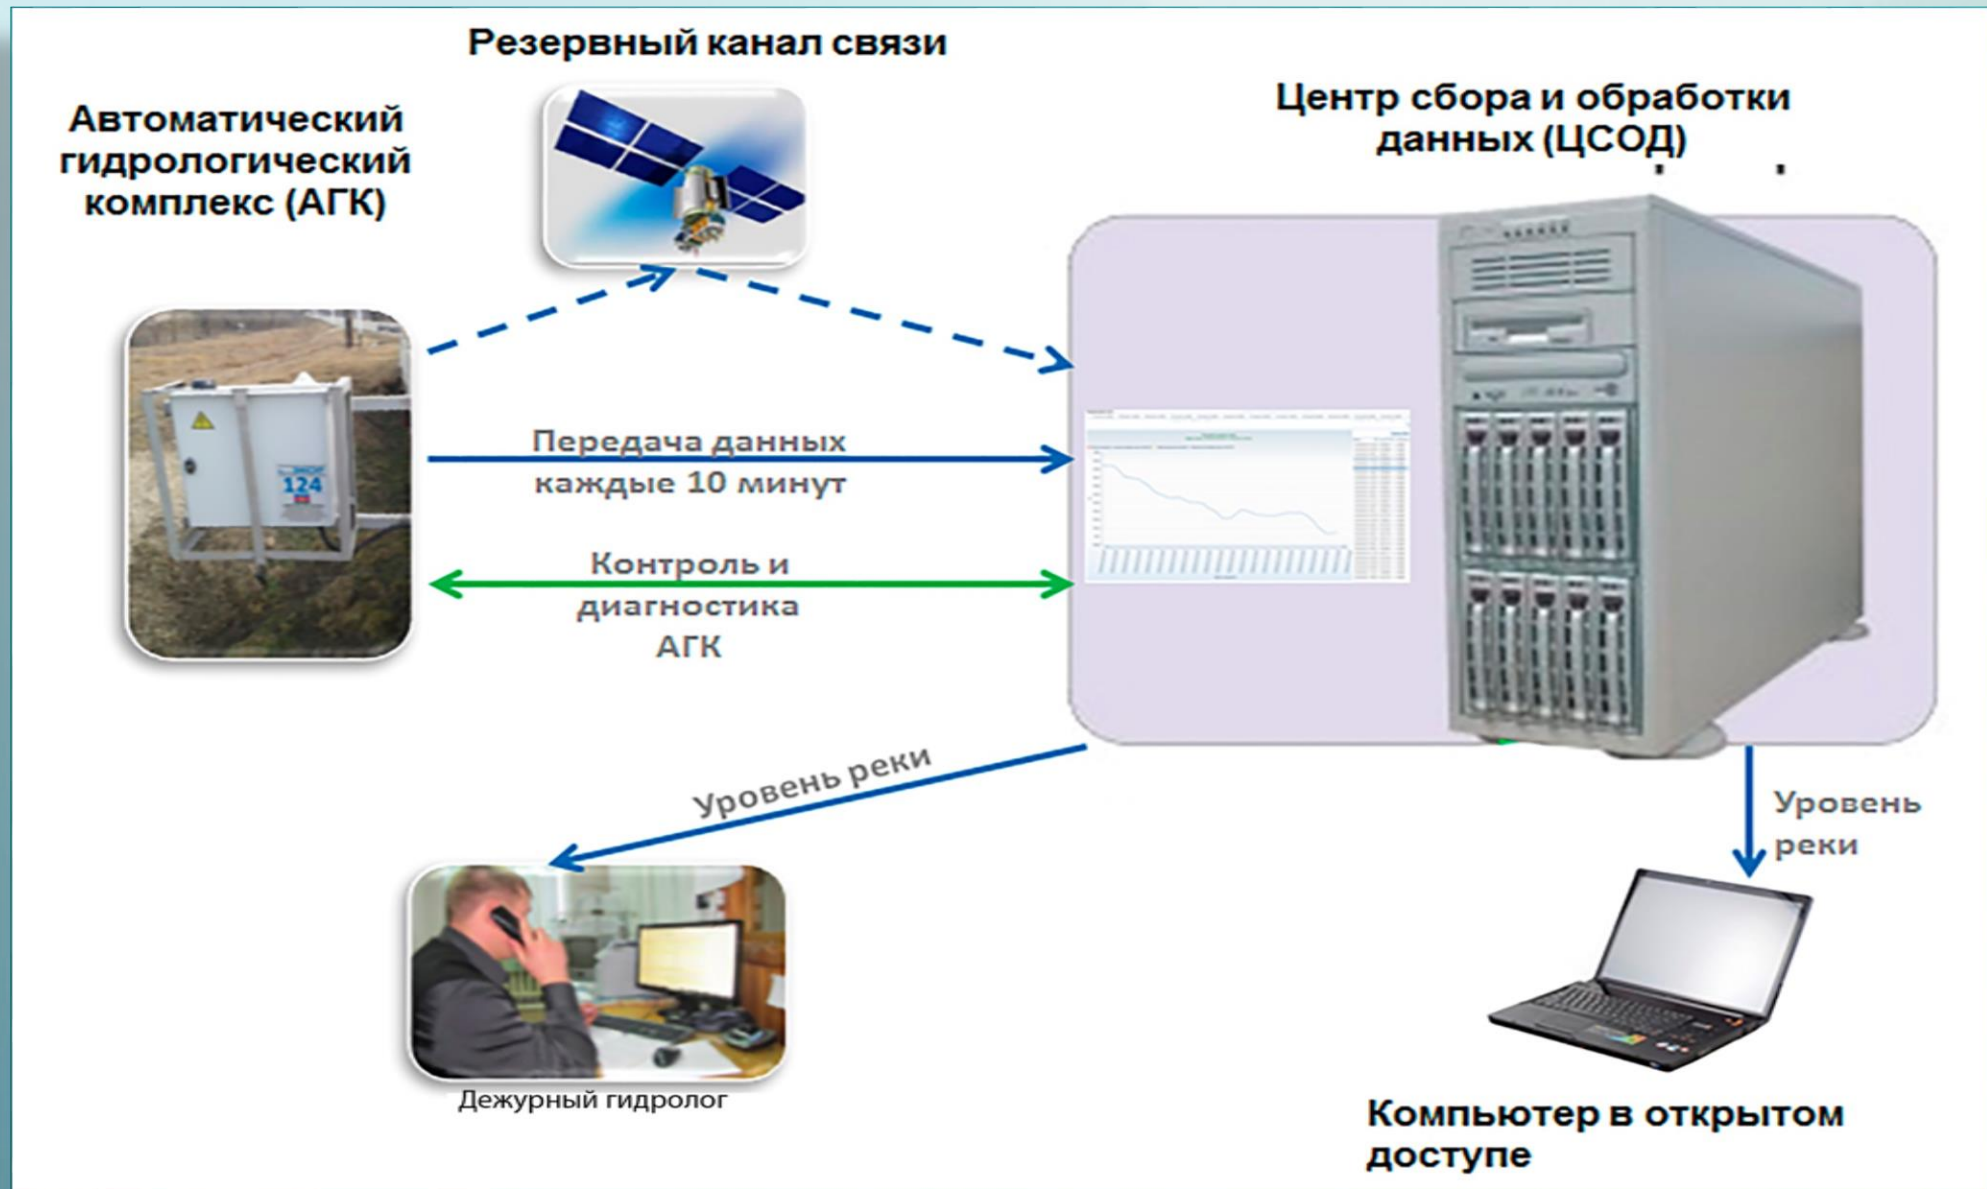 Резервный канал связи
Автоматический
гидрологический
комплекс (АГК)
Центр сбора и обработки
данных (ЦСОД)
124
Передача данных
каждые 10 минут
Контроль и
диагностика
АГК
Уровень реки
Уровень
реки
Дежурный гидролог
Компьютер в открытом
доступе